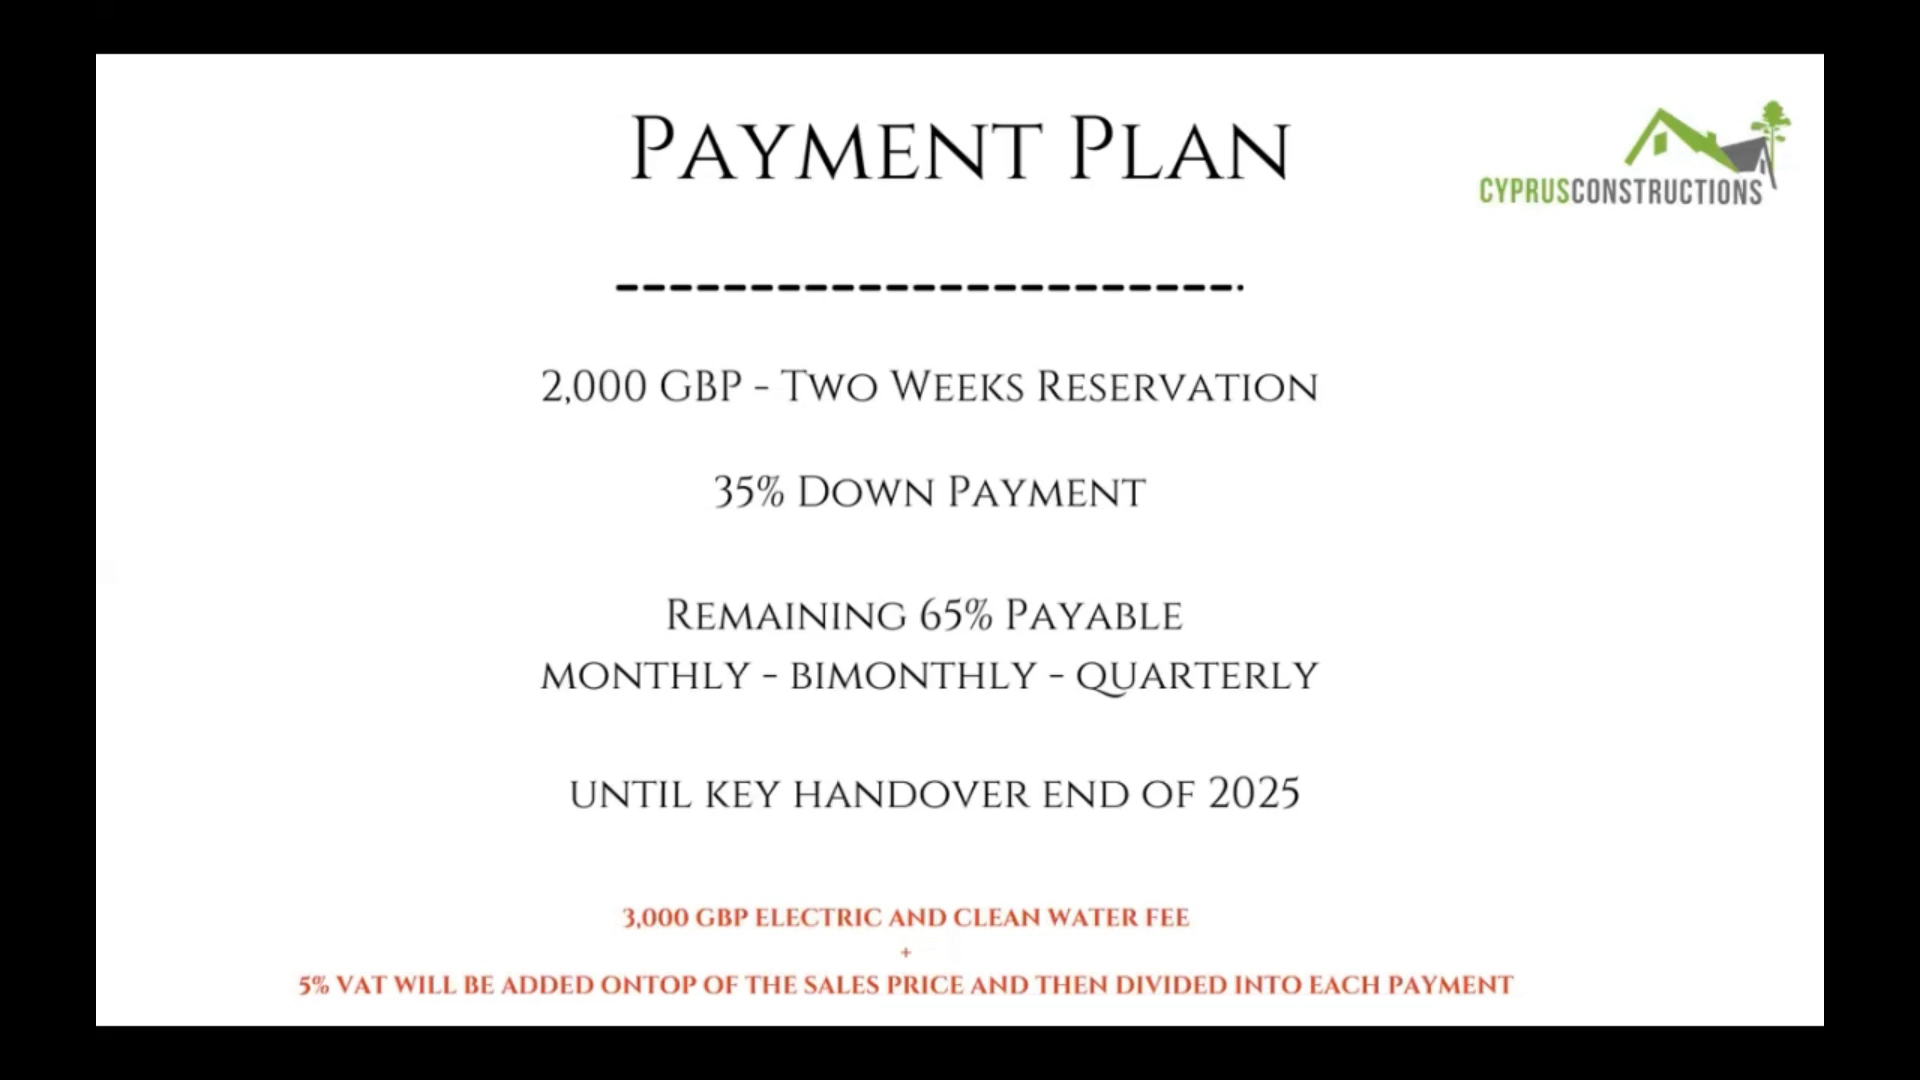 PAYMENT PLAN
CYPRUSCONSTRUCTIONS
2,000 GBP - TWO WEEKS RESERVATION
35% DOWN PAYMENT
REMAINING 65% PAYABLE
MONTHLY - BIMONTHLY - QUARTERLY
UNTIL KEY HANDOVER END OF 2025
3,000 GBP ELECTRIC AND CLEAN WATER FEE
+
5% VAT WILL BE ADDED ONTOP OF THE SALES PRICE AND THEN DIVIDED INTO EACH PAYMENT